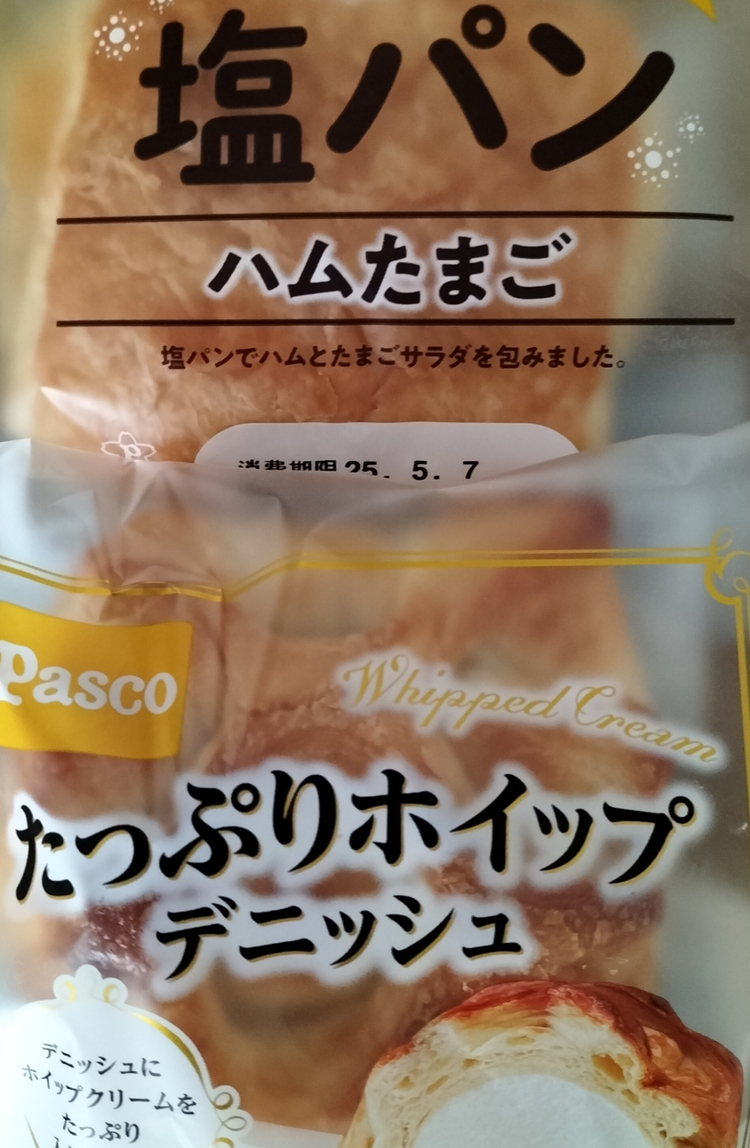 塩パン
ハムたまご
塩パンでハムとたまごサラダを包みました。
消費期限 25. 5. 7
Pasco
Whipped Cream
たっぷりホイップ
デニッシュ
デニッシュに
ホイップクリームを
たっぷり